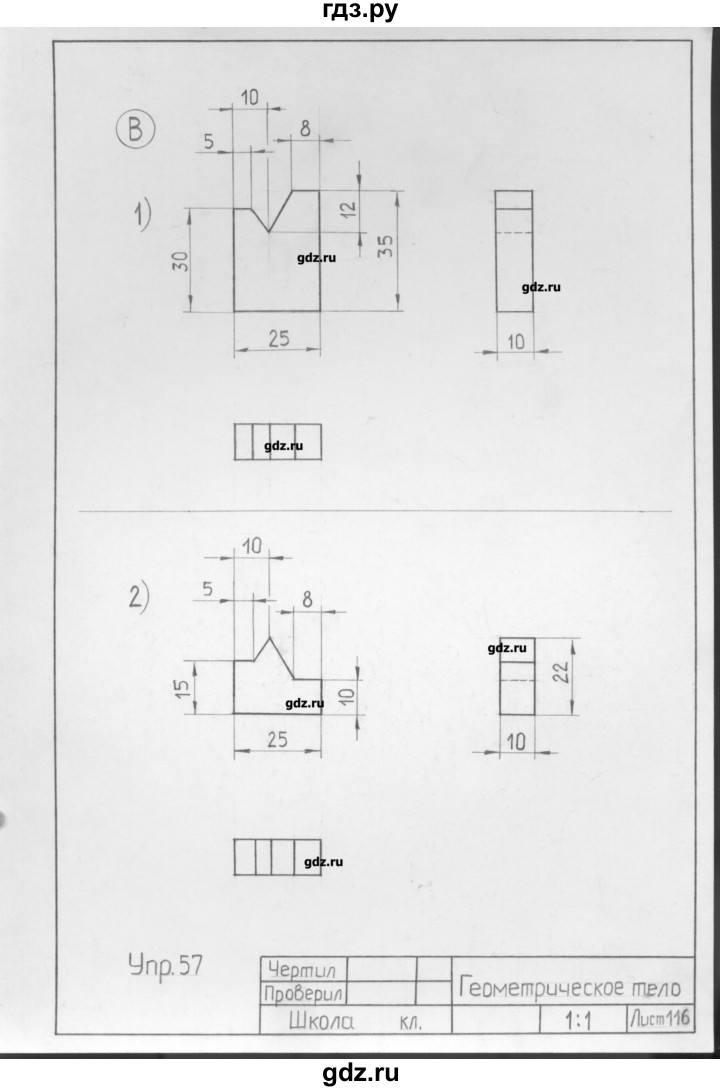 гдз.ру
10
В
8
5
1)
12
35
30
gdz.ru
gdz.ru
25
10
gdz.ru
10
2)
5
8
gdz.ru
22
15
gdz.ru
10
25
10
gdz.ru
Упр.57
Чертил
Геометрическое тело
Проверил
Школа кл.
1:1
Лист116
gdz.ru